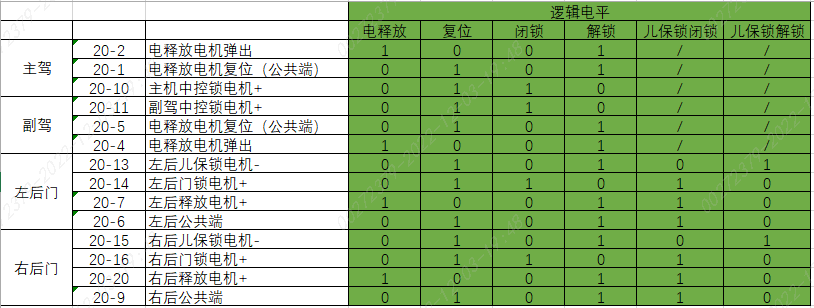 逻辑电平
电释放 复位 闭锁 解锁 儿保锁闭锁 儿保锁解锁
主驾
20-2 电释放电机弹出 1 0 0 1 / /
20-1 电释放电机复位（公共端） 0 1 0 1 / /
20-10 主机中控锁电机+ 0 1 1 0 / /
副驾
20-11 副驾中控锁电机+ 0 1 1 0 / /
20-5 电释放电机复位（公共端） 0 1 0 1 / /
20-4 电释放电机弹出 1 0 0 1 / /
左后门
20-13 左后儿保锁电机- 0 1 0 1 0 1
20-14 左后门锁电机+ 0 1 1 0 1 0
20-7 左后释放电机+ 1 0 0 1 1 0
20-6 左后公共端 0 1 0 1 1 0
右后门
20-15 右后儿保锁电机- 0 1 0 1 0 1
20-16 右后门锁电机+ 0 1 1 0 1 0
20-20 右后释放电机+ 1 0 0 1 1 0
20-9 右后公共端 0 1 0 1 1 0